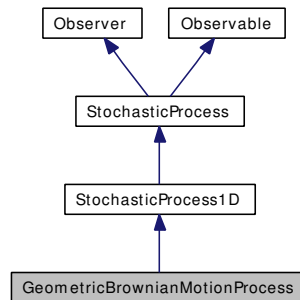 Observer
Observable
StochasticProcess
StochasticProcess1D
GeometricBrownianMotionProcess